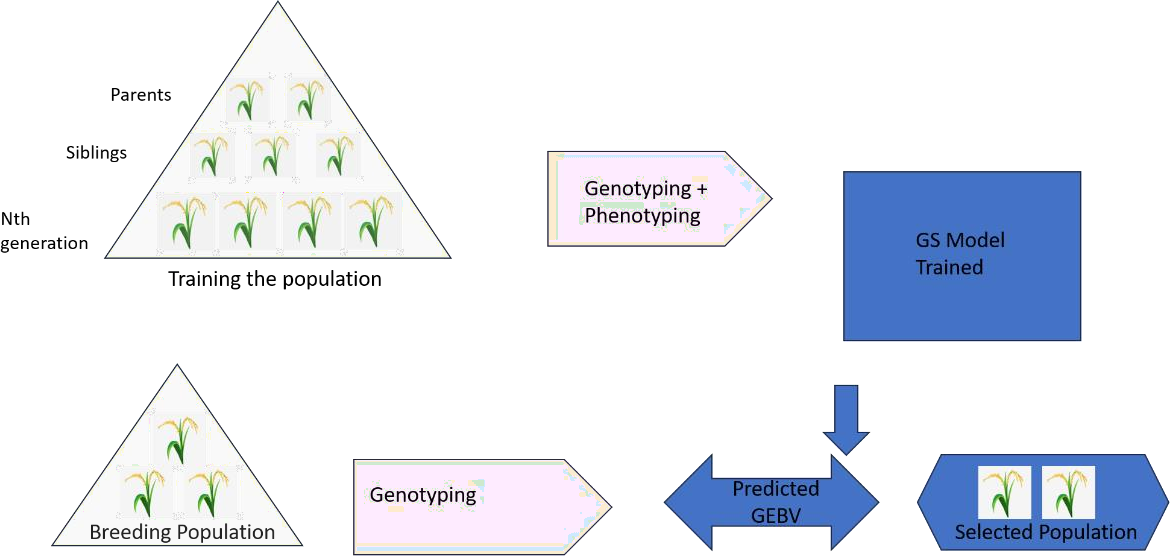 Parents
Siblings
Nth
generation
Training the population
Genotyping +
Phenotyping
GS Model
Trained
Breeding Population
Genotyping
Predicted
GEBV
Selected Population